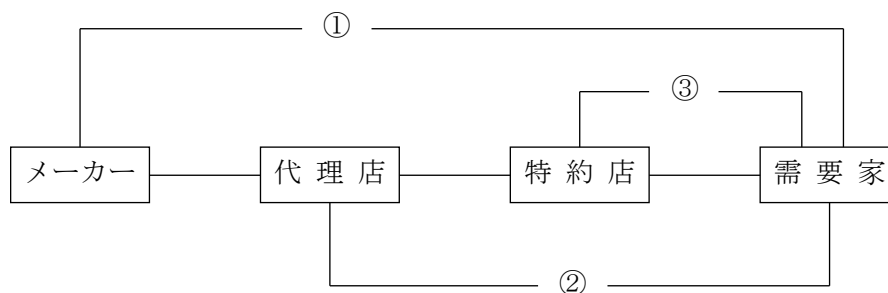 ①
③
メーカー
代 理 店
特 約 店
需 要 家
②